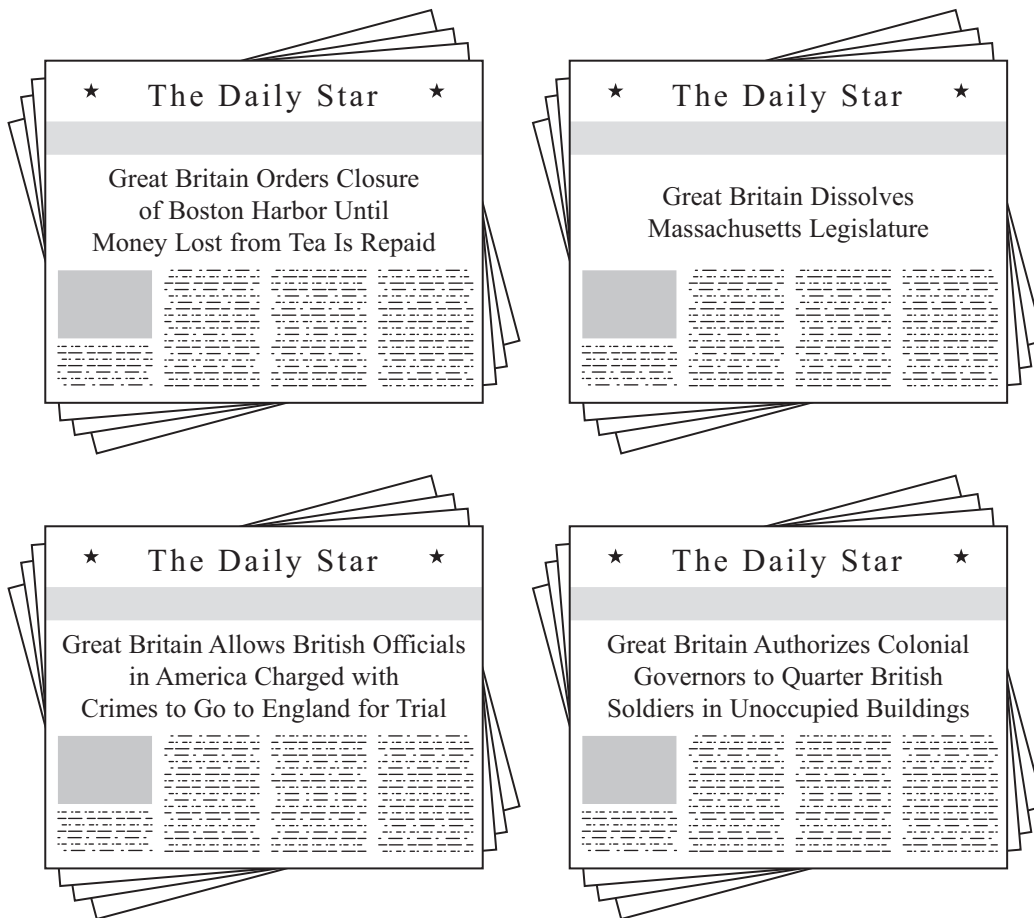 ★ The Daily Star ★
Great Britain Orders Closure
of Boston Harbor Until
Money Lost from Tea Is Repaid
★ The Daily Star ★
Great Britain Dissolves
Massachusetts Legislature
★ The Daily Star ★
Great Britain Allows British Officials
in America Charged with
Crimes to Go to England for Trial
★ The Daily Star ★
Great Britain Authorizes Colonial
Governors to Quarter British
Soldiers in Unoccupied Buildings